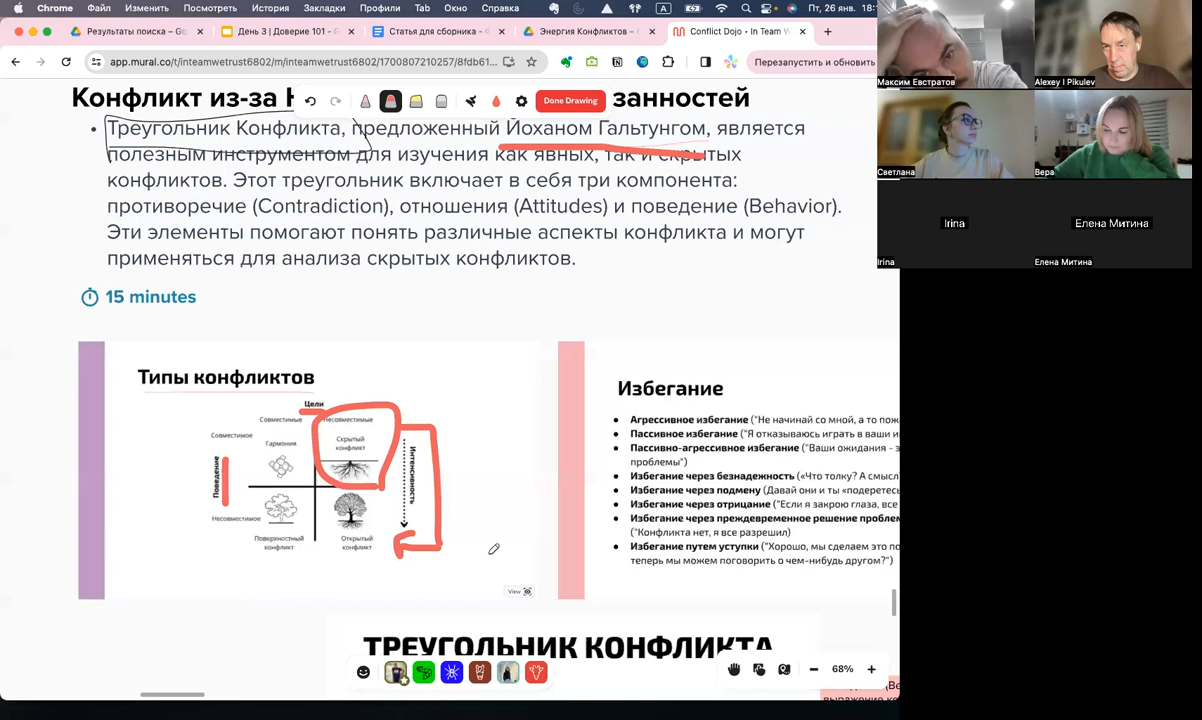 Chrome Файл Изменить Посмотреть История Закладки Профили Таб Окно Справка A Пт, 26 янв.
Результаты поиска – Go
День 3 | Доверие 101 -
Статья для сборника -
Энергия Конфликтов –
Conflict Dojo • In Team W
app.mural.co/t/inteamwetrust6802/m/inteamwetrust6802/1700807210257/8fdb61...
Перезапустить и обновить
Конфликт из-за
занностей
Done Drawing
• Треугольник Конфликта, предложенный Йоханом Гальтунгом, является
полезным инструментом для изучения как явных, так и скрытых
конфликтов. Этот треугольник включает в себя три компонента:
противоречие (Contradiction), отношения (Attitudes) и поведение (Behavior).
Эти элементы помогают понять различные аспекты конфликта и могут
применяться для анализа скрытых конфликтов.
15 minutes
Типы конфликтов
Цели
Совместимые
Несовместимые
Совместимое
Гармония
Скрытый
конфликт
Поведение
Интенсивность
Несовместимое
Поверхностный
конфликт
Открытый
конфликт
View
Избегание
● Агрессивное избегание ("Не начинай со мной, а то пож
● Пассивное избегание ("Я отказываюсь играть в ваши и
● Пассивно-агрессивное избегание ("Ваши ожидания - э
проблемы")
● Избегание через безнадежность («Что толку? А смысл
● Избегание через подмену (Давай они и ты «подеретесь
● Избегание через отрицание ("Если я закрою глаза, все
● Избегание через преждевременное решение проблем
("Конфликта нет, я все разрешил)
● Избегание путем уступки ("Хорошо, мы сделаем это по
теперь мы можем поговорить о чем-нибудь другом?")
ТРЕУГОЛЬНИК КОНФЛИКТА
68%
выражение ко
Максим Евстратов
Alexey I Pikulev
Светлана
Вера
Irina
Елена Митина
Irina
Елена Митина